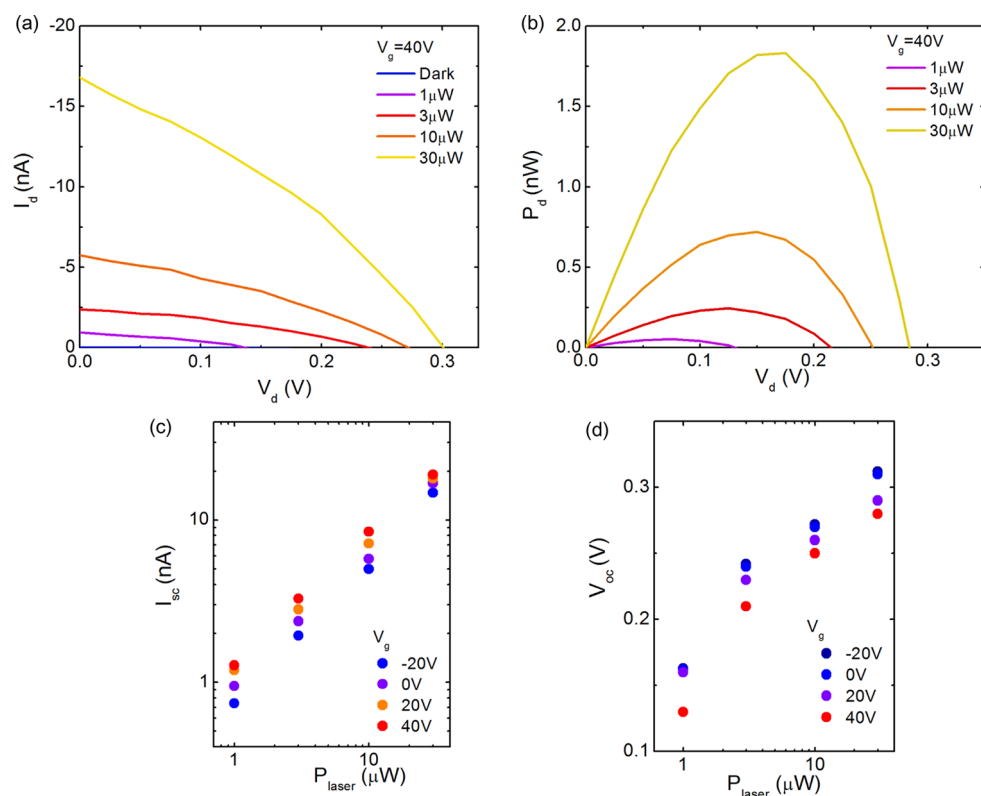 (a)
-20
-15
-10
-5
0
I_d (nA)
V_g=40V
Dark
1μW
3μW
10μW
30μW
0.0 0.1 0.2 0.3
V_d (V)
(b)
2.0
1.5
1.0
0.5
0.0
P_d (nW)
V_g=40V
1μW
3μW
10μW
30μW
0.0 0.1 0.2 0.3
V_d (V)
(c)
10
1
I_sc (nA)
V_g
-20V
0V
20V
40V
1 10
P_laser (μW)
(d)
0.3
0.2
0.1
V_oc (V)
V_g
-20V
0V
20V
40V
1 10
P_laser (μW)